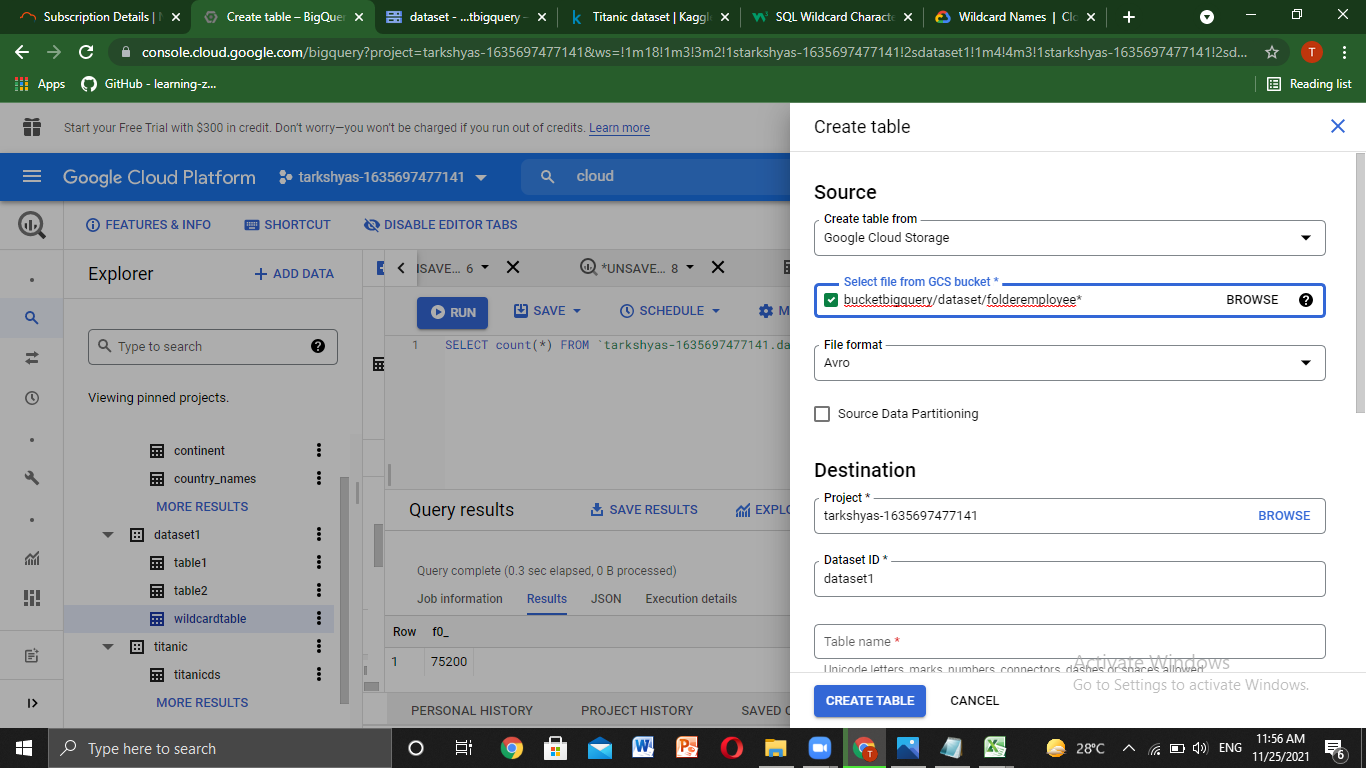 Subscription Details | N
Create table – BigQuer
dataset - ...tbigquery –
Titanic dataset | Kaggl
SQL Wildcard Characte
Wildcard Names | Clo
console.cloud.google.com/bigquery?project=tarkshyas-1635697477141&ws=!1m18!1m3!3m2!1starkshyas-1635697477141!2sdataset1!1m4!4m3!1starkshyas-1635697477141!2sd...
T
Apps
GitHub - learning-z...
Reading list
Start your Free Trial with $300 in credit. Don't worry—you won't be charged if you run out of credits. Learn more
Google Cloud Platform
tarkshyas-1635697477141
cloud
FEATURES & INFO
SHORTCUT
DISABLE EDITOR TABS
Explorer
+ ADD DATA
ISAVE... 6
*UNSAVE... 8
RUN
SAVE
SCHEDULE
M
Type to search
1 SELECT count(*) FROM `tarkshyas-1635697477141.da
Viewing pinned projects.
continent
country_names
MORE RESULTS
dataset1
table1
table2
wildcardtable
titanic
titanicds
MORE RESULTS
Query results
SAVE RESULTS
EXPLO
Query complete (0.3 sec elapsed, 0 B processed)
Job information
Results
JSON
Execution details
Row f0_
1 75200
PERSONAL HISTORY
PROJECT HISTORY
SAVED Q
Create table
Source
Create table from
Google Cloud Storage
Select file from GCS bucket *
bucketbigquery/dataset/folderemployee*
BROWSE
File format
Avro
Source Data Partitioning
Destination
Project *
tarkshyas-1635697477141
BROWSE
Dataset ID *
dataset1
Table name *
Unicode letters, marks, numbers, connectors, dashes or spaces allowed
CREATE TABLE
CANCEL
Activate Windows
Go to Settings to activate Windows.
Type here to search
28°C
ENG
11:56 AM
11/25/2021
6